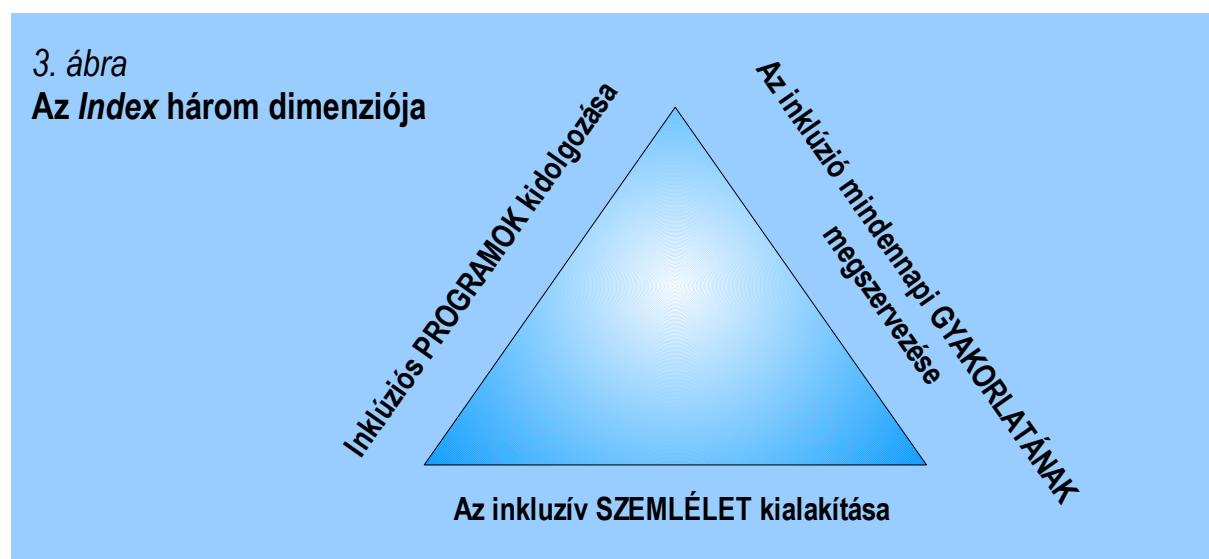 3. ábra
Az Index három dimenziója
Inklúziós PROGRAMOK kidolgozása
Az inklúzió mindennapi GYAKORLATÁNAK
megszervezése
Az inkluzív SZEMLÉLET kialakítása